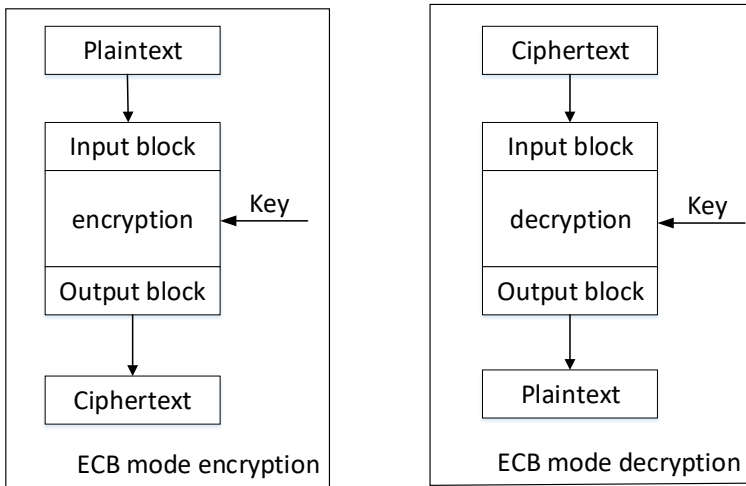 Plaintext
Input block
encryption
Key
Output block
Ciphertext
ECB mode encryption
Ciphertext
Input block
decryption
Key
Output block
Plaintext
ECB mode decryption